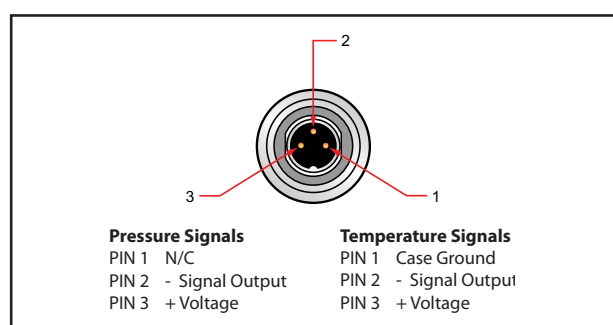 2
3
1
Pressure Signals
PIN 1 N/C
PIN 2 - Signal Output
PIN 3 + Voltage
Temperature Signals
PIN 1 Case Ground
PIN 2 - Signal Output
PIN 3 + Voltage